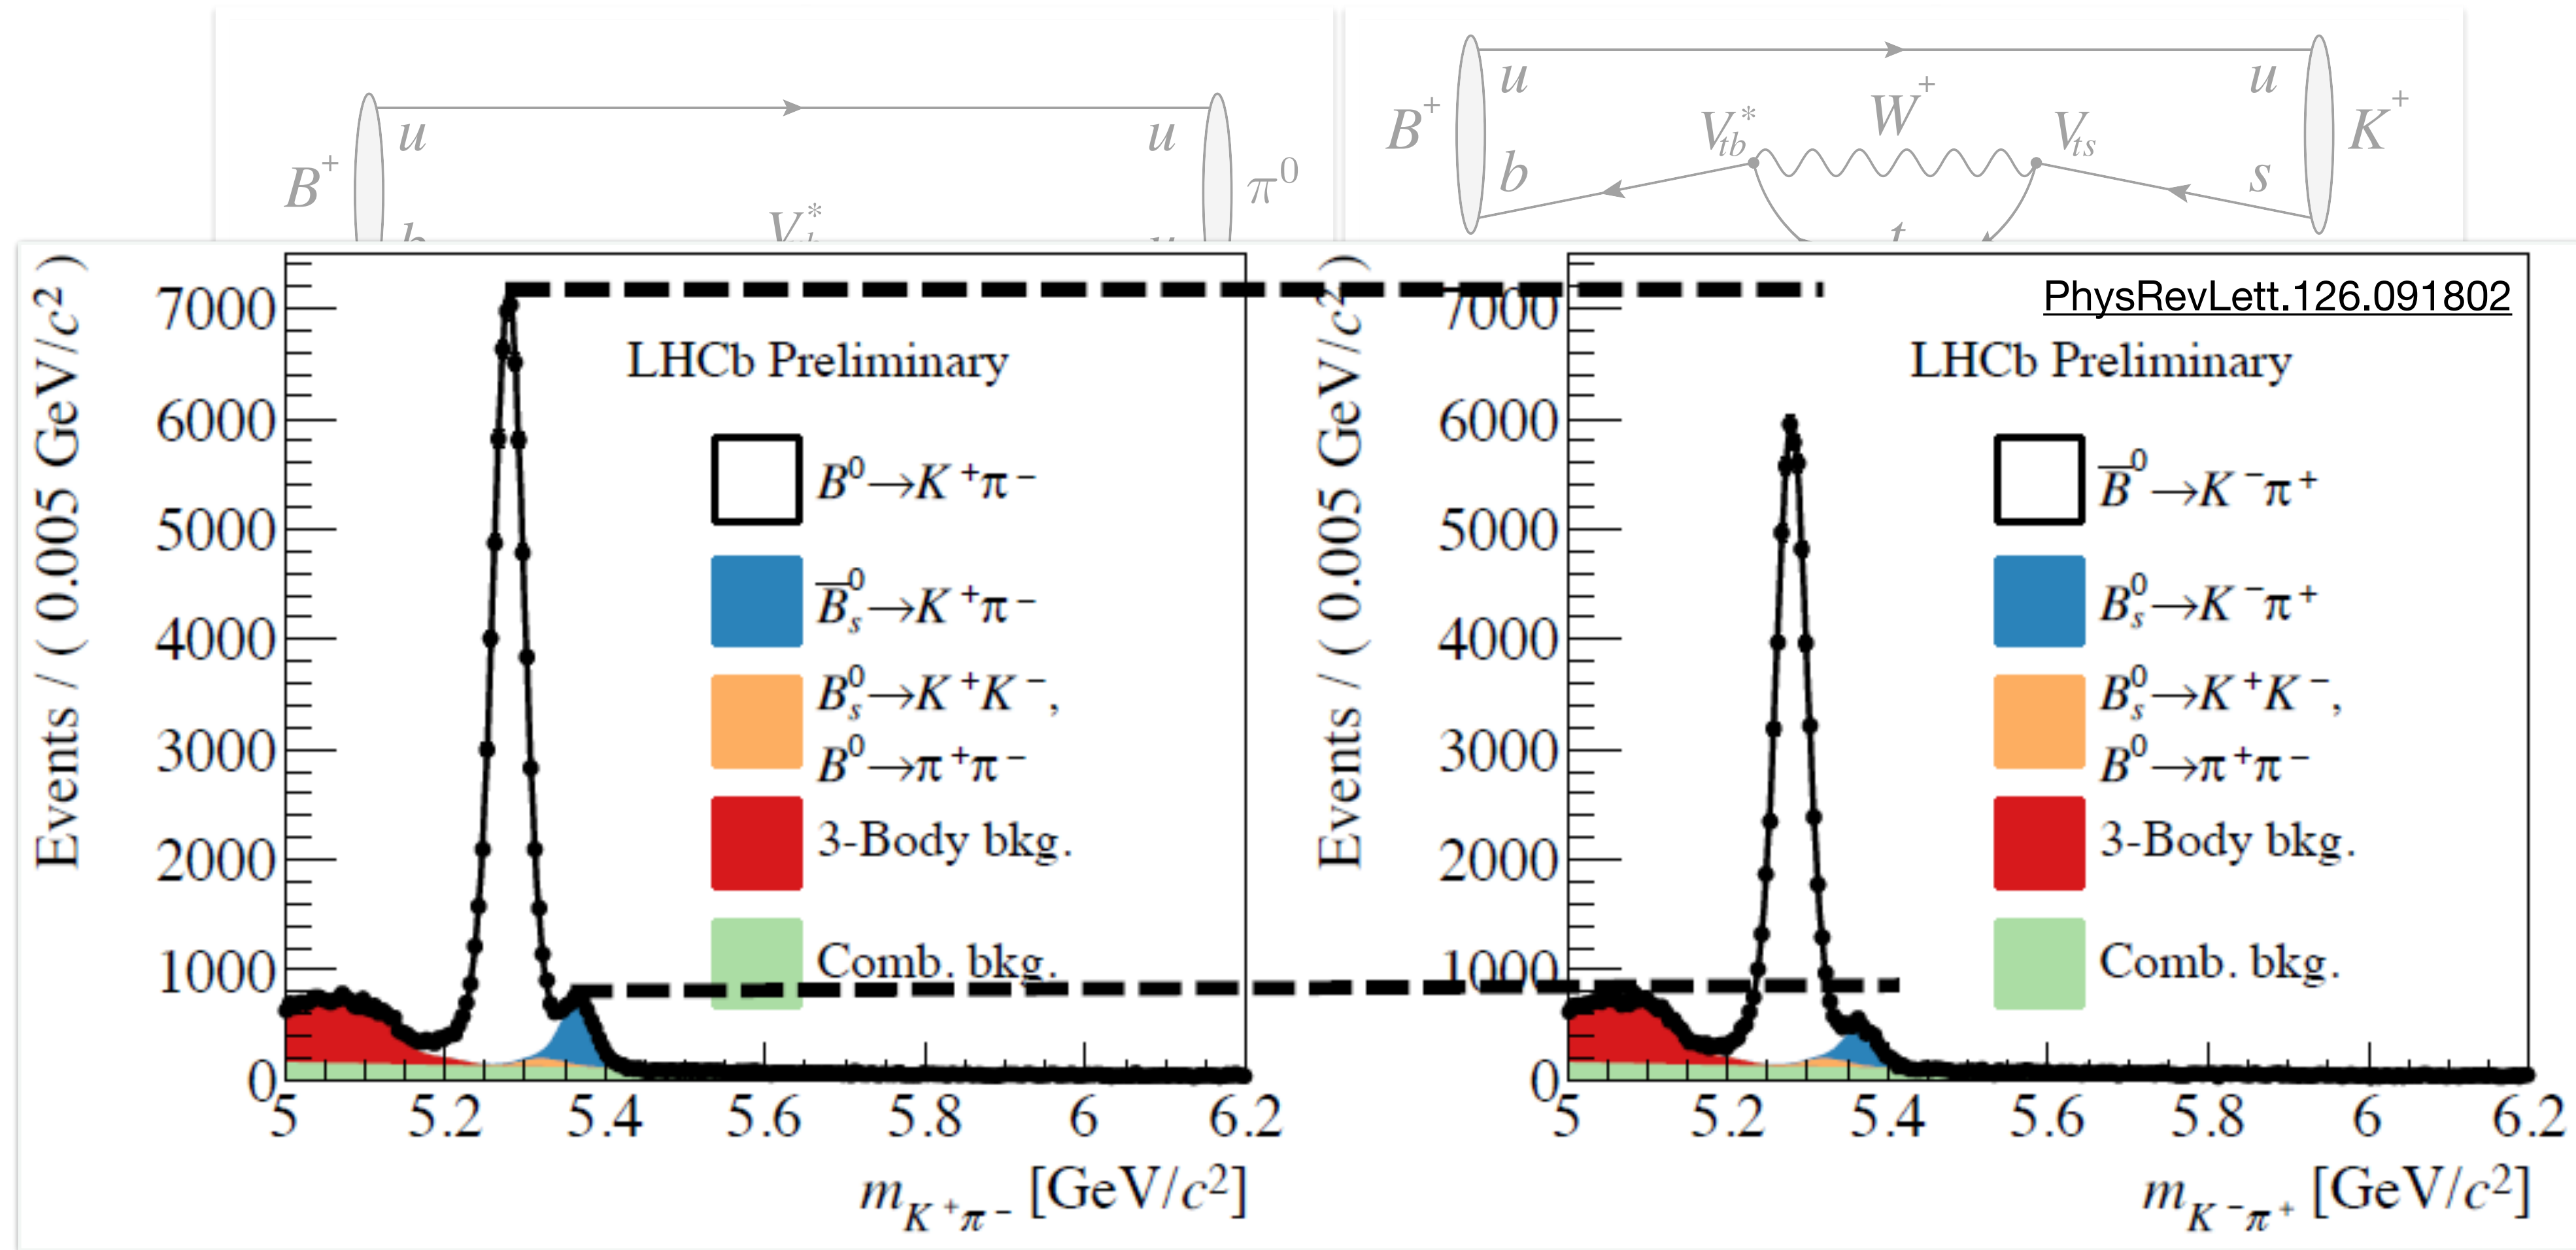 u u
B⁺ π⁰
V*
u u
B⁺ W⁺ K⁺
V*tb Vts
b s
t
Events / ( 0.005 GeV/c² )
7000
6000
5000
4000
3000
2000
1000
0
LHCb Preliminary
B⁰→K⁺π⁻
B̅⁰ₛ→K⁺π⁻
B⁰ₛ→K⁺K⁻,
B⁰→π⁺π⁻
3-Body bkg.
Comb. bkg.
5 5.2 5.4 5.6 5.8 6 6.2
m K⁺π⁻ [GeV/c²]
Events / ( 0.005 GeV/c² )
7000
6000
5000
4000
3000
2000
1000
0
PhysRevLett.126.091802
LHCb Preliminary
B̅⁰→K⁻π⁺
B⁰ₛ→K⁻π⁺
B⁰ₛ→K⁺K⁻,
B⁰→π⁺π⁻
3-Body bkg.
Comb. bkg.
5 5.2 5.4 5.6 5.8 6 6.2
m K⁻π⁺ [GeV/c²]